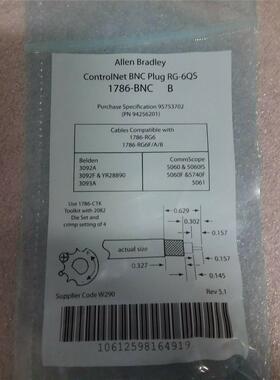 Allen Bradley
ControlNet BNC Plug RG-6QS
1786-BNC B
Purchase Specification 95753702
(PN 94256201)
Cables Compatible with
1786-RG6
1786-RG6F/A/B
Belden CommScope
3092A 5060 & 5060IS
3092F & YR28890 5060F &5740F
3093A 5061
Use 1786-CTK
Toolkit with 2082
Die Set and
crimp setting of 4
0.629
0.302
0.157
actual size
0.157
0.327
0.145
Supplier Code W290 Rev 5.1
10612598164919